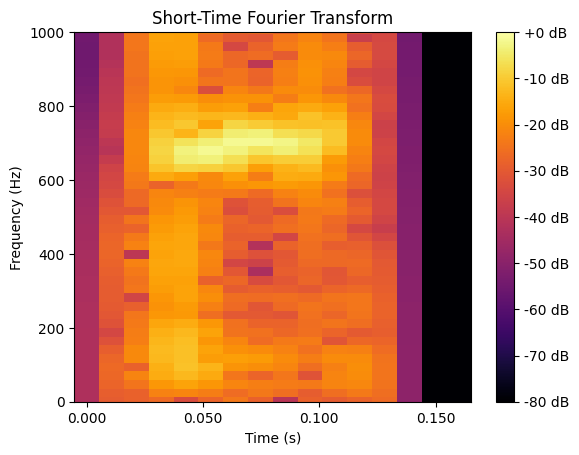 Short-Time Fourier Transform
1000
800
600
400
200
0
Frequency (Hz)
0.000
0.050
0.100
0.150
Time (s)
+0 dB
-10 dB
-20 dB
-30 dB
-40 dB
-50 dB
-60 dB
-70 dB
-80 dB